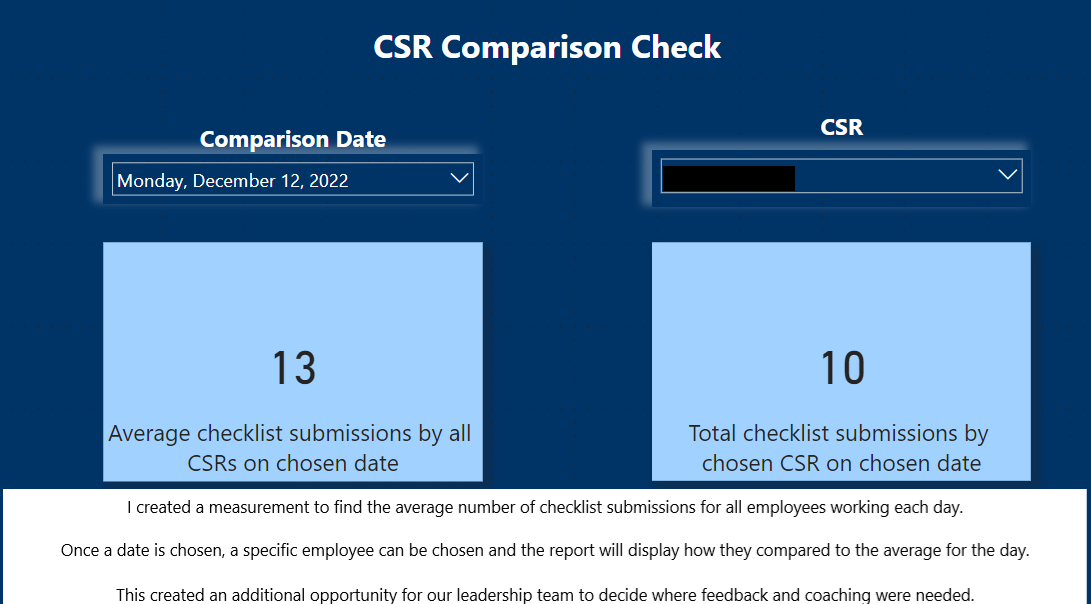 CSR Comparison Check
Comparison Date
CSR
Monday, December 12, 2022
13
Average checklist submissions by all
CSRs on chosen date
10
Total checklist submissions by
chosen CSR on chosen date
I created a measurement to find the average number of checklist submissions for all employees working each day.
Once a date is chosen, a specific employee can be chosen and the report will display how they compared to the average for the day.
This created an additional opportunity for our leadership team to decide where feedback and coaching were needed.